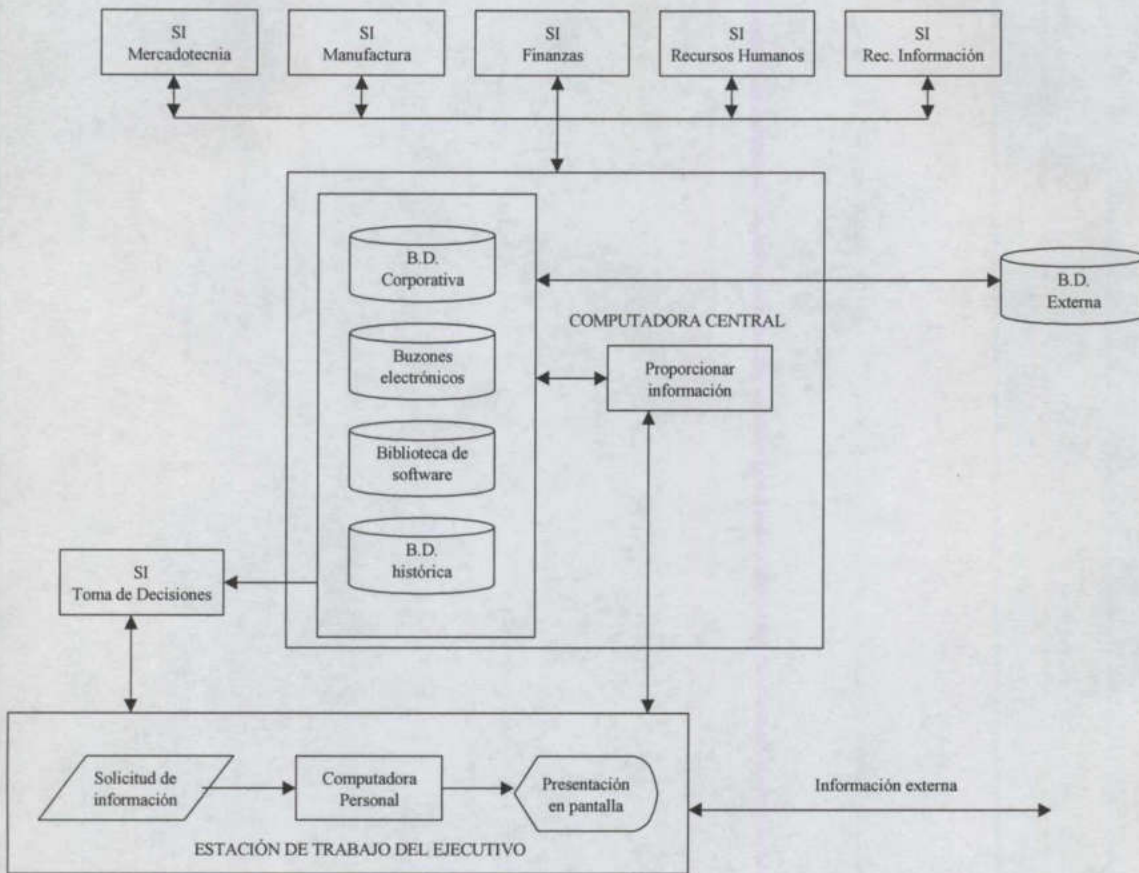 SI
Mercadotecnia
SI
Manufactura
SI
Finanzas
SI
Recursos Humanos
SI
Rec. Información
B.D.
Corporativa
B.D.
Externa
COMPUTADORA CENTRAL
Buzones
electrónicos
Proporcionar
información
Biblioteca de
software
B.D.
histórica
SI
Toma de Decisiones
Solicitud de
información
Computadora
Personal
Presentación
en pantalla
Información externa
ESTACIÓN DE TRABAJO DEL EJECUTIVO